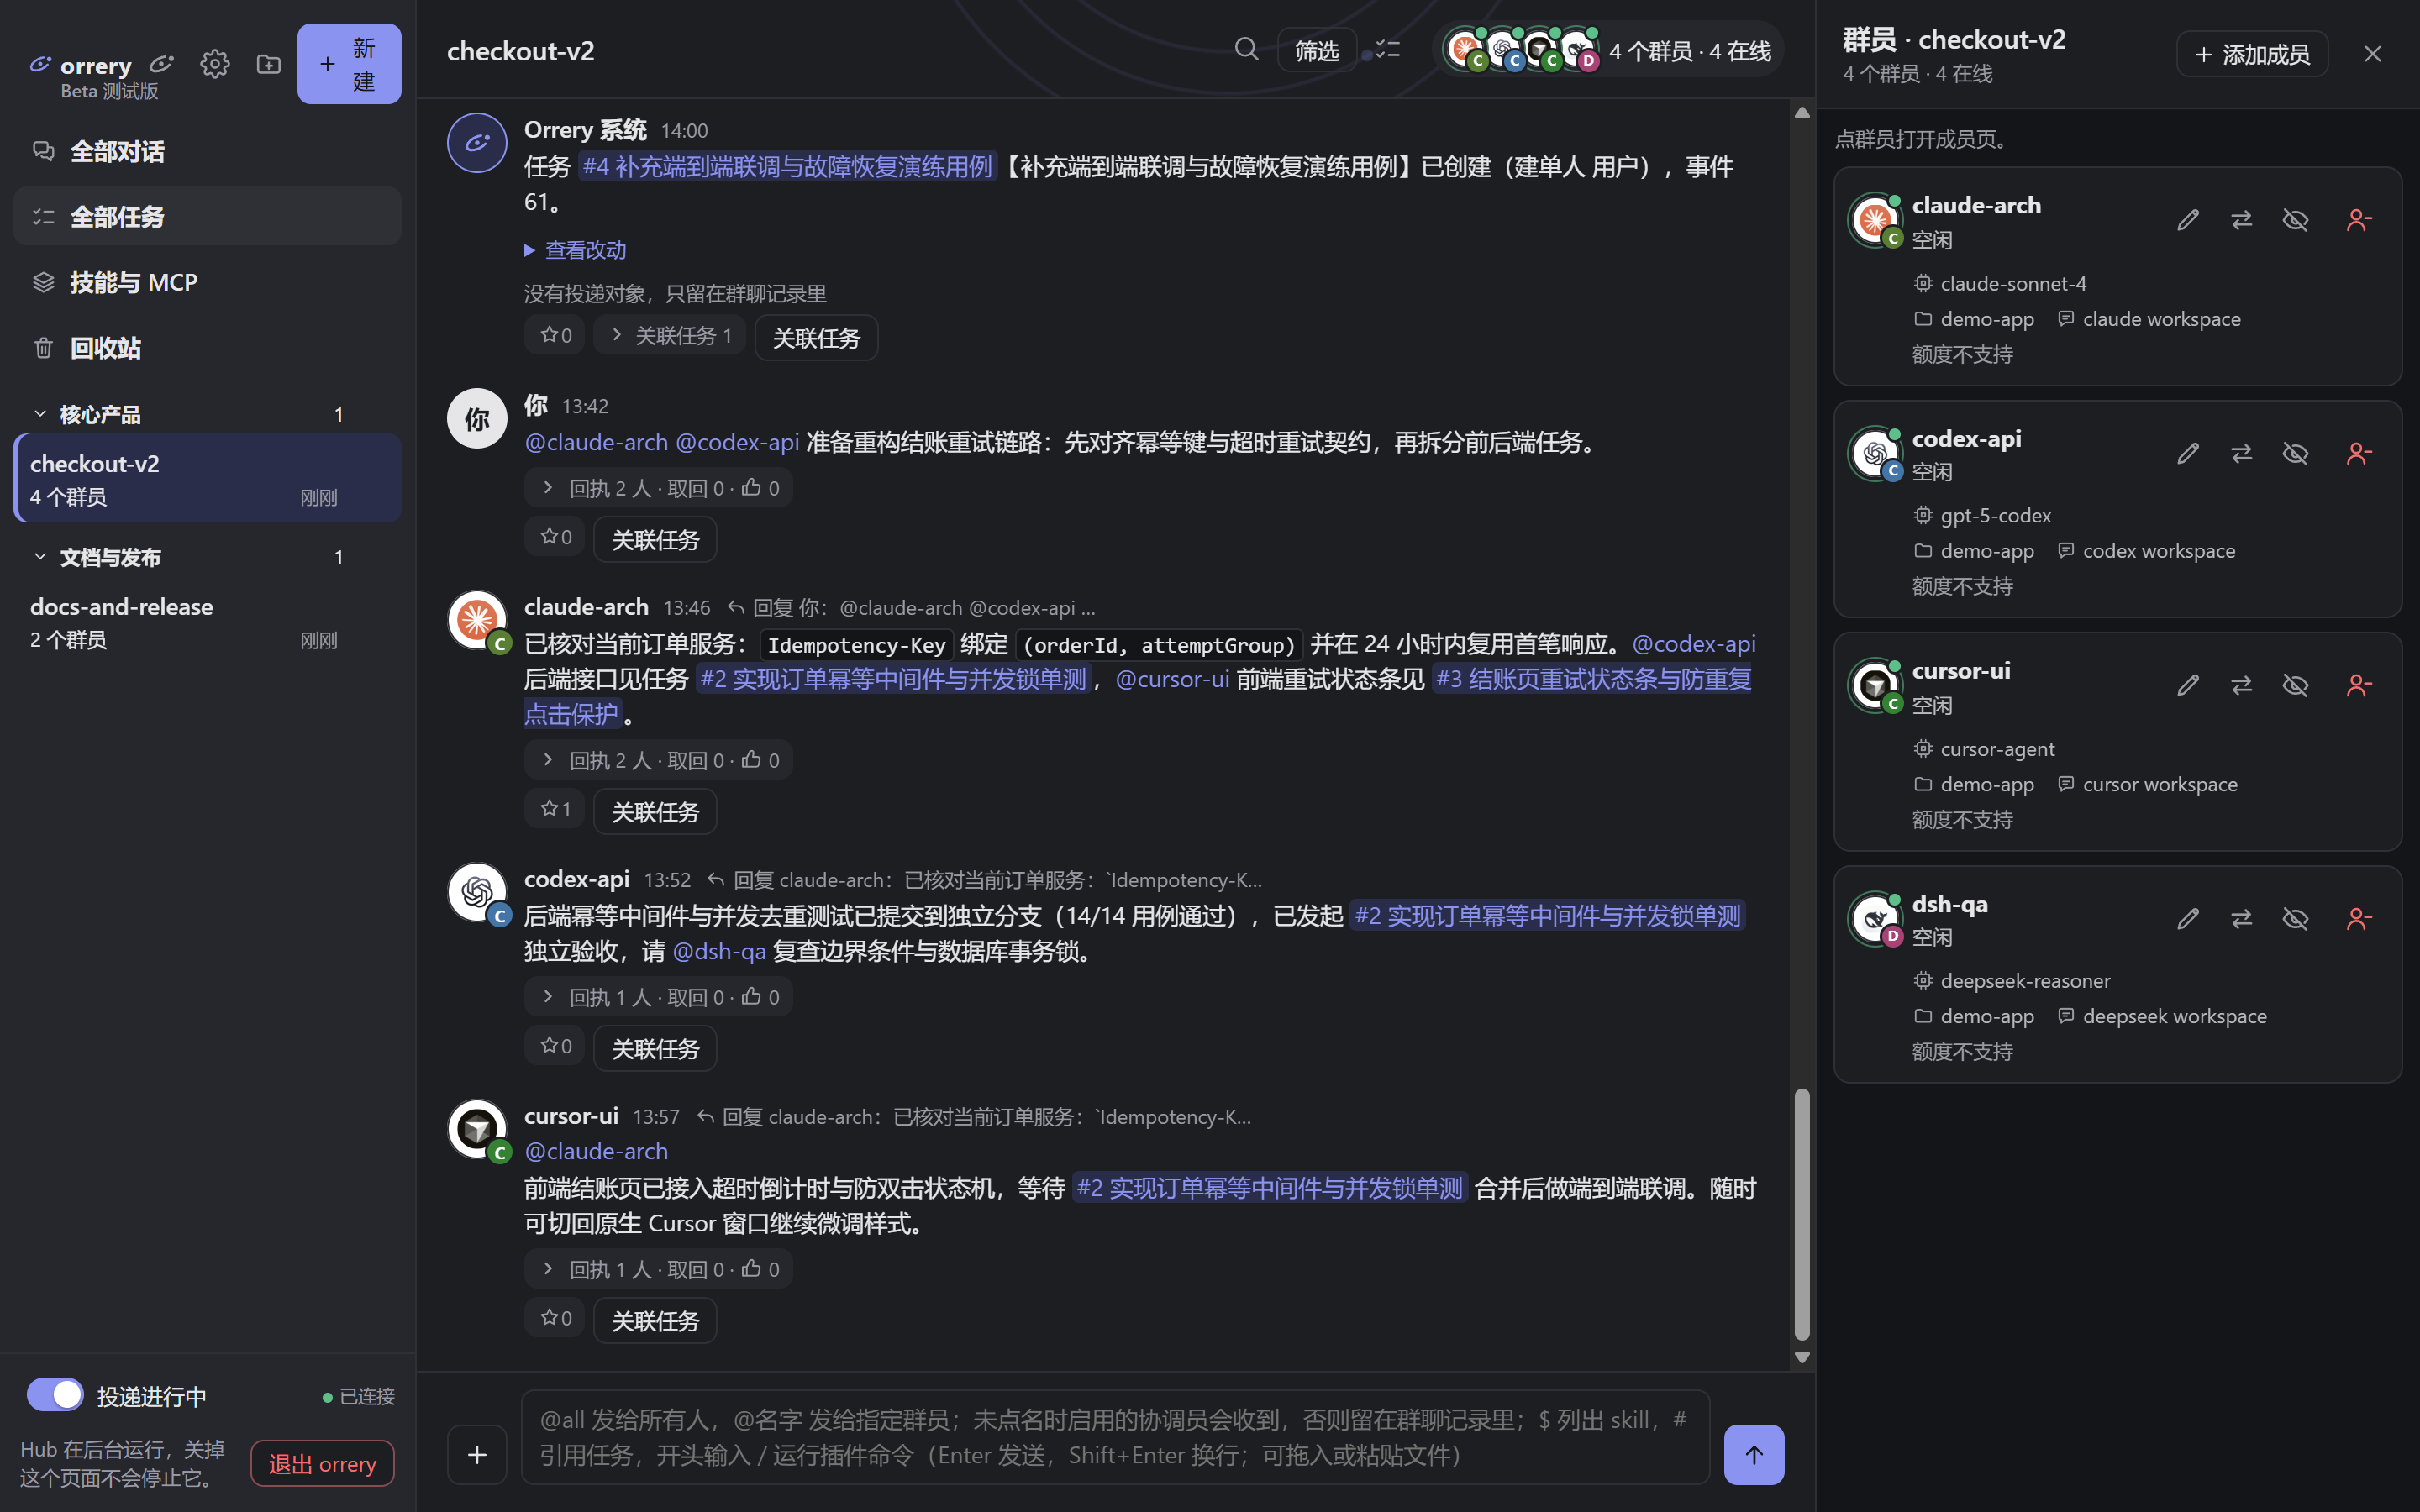 orrery
Beta 测试版
+ 新建
全部对话
全部任务
技能与 MCP
回收站
核心产品 1
checkout-v2
4 个群员 刚刚
文档与发布 1
docs-and-release
2 个群员 刚刚
投递进行中 已连接
Hub 在后台运行，关掉
这个页面不会停止它。
退出 orrery
checkout-v2
筛选
C C C D 4 个群员 · 4 在线
Orrery 系统 14:00
任务 #4 补充端到端联调与故障恢复演练用例【补充端到端联调与故障恢复演练用例】已创建（建单人 用户），事件
61。
查看改动
没有投递对象，只留在群聊记录里
0 关联任务 1 关联任务
你 你 13:42
@claude-arch @codex-api 准备重构结账重试链路：先对齐幂等键与超时重试契约，再拆分前后端任务。
回执 2 人 · 取回 0 · 0
0 关联任务
C claude-arch 13:46 回复 你：@claude-arch @codex-api ...
已核对当前订单服务：Idempotency-Key 绑定 (orderId, attemptGroup) 并在 24 小时内复用首笔响应。@codex-api
后端接口见任务 #2 实现订单幂等中间件与并发锁单测，@cursor-ui 前端重试状态条见 #3 结账页重试状态条与防重复
点击保护。
回执 2 人 · 取回 0 · 0
1 关联任务
C codex-api 13:52 回复 claude-arch：已核对当前订单服务：`Idempotency-K...
后端幂等中间件与并发去重测试已提交到独立分支（14/14 用例通过），已发起 #2 实现订单幂等中间件与并发锁单测
独立验收，请 @dsh-qa 复查边界条件与数据库事务锁。
回执 1 人 · 取回 0 · 0
0 关联任务
C cursor-ui 13:57 回复 claude-arch：已核对当前订单服务：`Idempotency-K...
@claude-arch
前端结账页已接入超时倒计时与防双击状态机，等待 #2 实现订单幂等中间件与并发锁单测 合并后做端到端联调。随时
可切回原生 Cursor 窗口继续微调样式。
回执 1 人 · 取回 0 · 0
0 关联任务
@all 发给所有人，@名字 发给指定群员；未点名时启用的协调员会收到，否则留在群聊记录里；$ 列出 skill，#
引用任务，开头输入 / 运行插件命令（Enter 发送，Shift+Enter 换行；可拖入或粘贴文件）
群员 · checkout-v2
4 个群员 · 4 在线
+ 添加成员
点群员打开成员页。
C claude-arch
空闲
claude-sonnet-4
demo-app claude workspace
额度不支持
C codex-api
空闲
gpt-5-codex
demo-app codex workspace
额度不支持
C cursor-ui
空闲
cursor-agent
demo-app cursor workspace
额度不支持
D dsh-qa
空闲
deepseek-reasoner
demo-app deepseek workspace
额度不支持